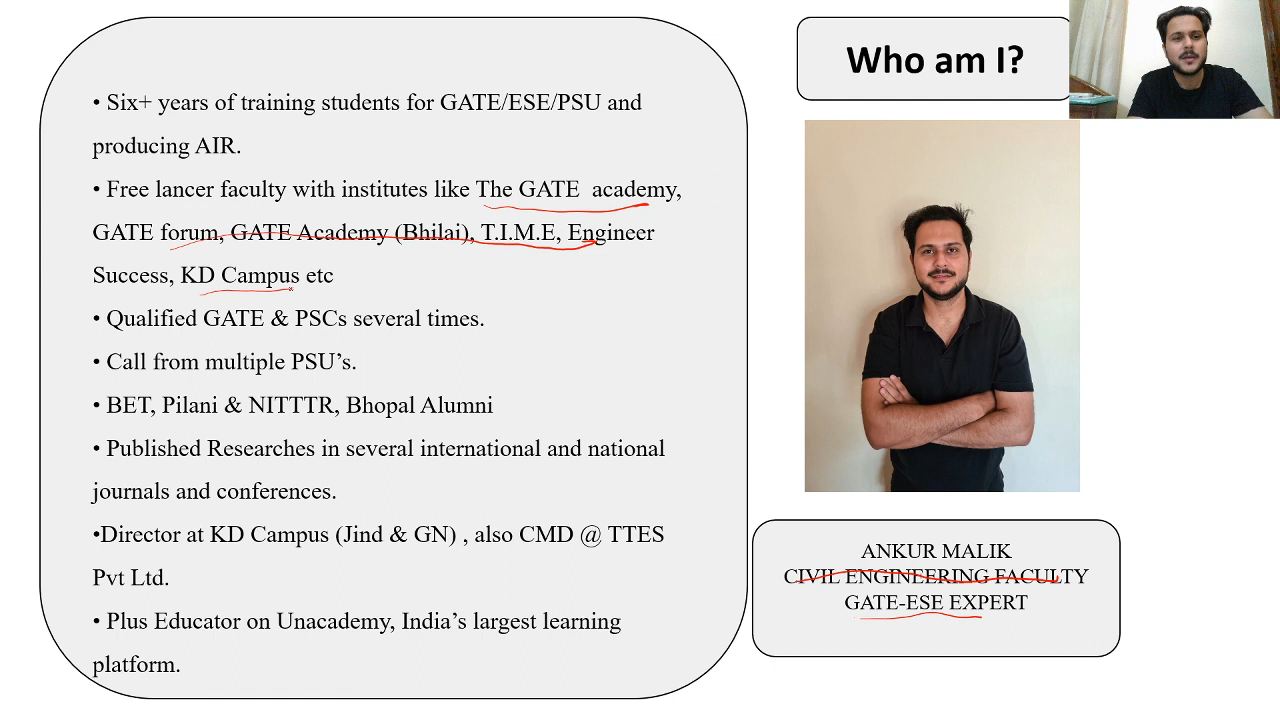 • Six+ years of training students for GATE/ESE/PSU and
producing AIR.
• Free lancer faculty with institutes like The GATE academy,
GATE forum, GATE Academy (Bhilai), T.I.M.E, Engineer
Success, KD Campus etc
• Qualified GATE & PSCs several times.
• Call from multiple PSU’s.
• BET, Pilani & NITTTR, Bhopal Alumni
• Published Researches in several international and national
journals and conferences.
•Director at KD Campus (Jind & GN) , also CMD @ TTES
Pvt Ltd.
• Plus Educator on Unacademy, India’s largest learning
platform.
Who am I?
ANKUR MALIK
CIVIL ENGINEERING FACULTY
GATE-ESE EXPERT